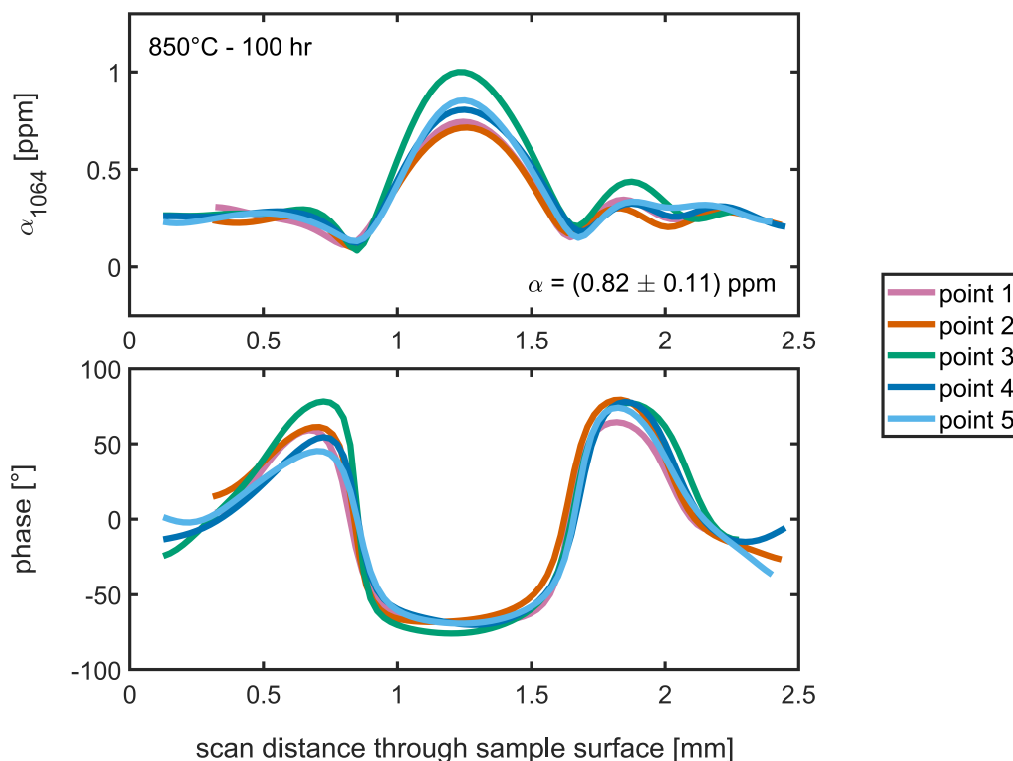 850°C - 100 hr
α1064 [ppm]
1
0.5
0
α = (0.82 ± 0.11) ppm
0 0.5 1 1.5 2 2.5
point 1
point 2
point 3
point 4
point 5
phase [°]
100
50
0
-50
-100
0 0.5 1 1.5 2 2.5
scan distance through sample surface [mm]